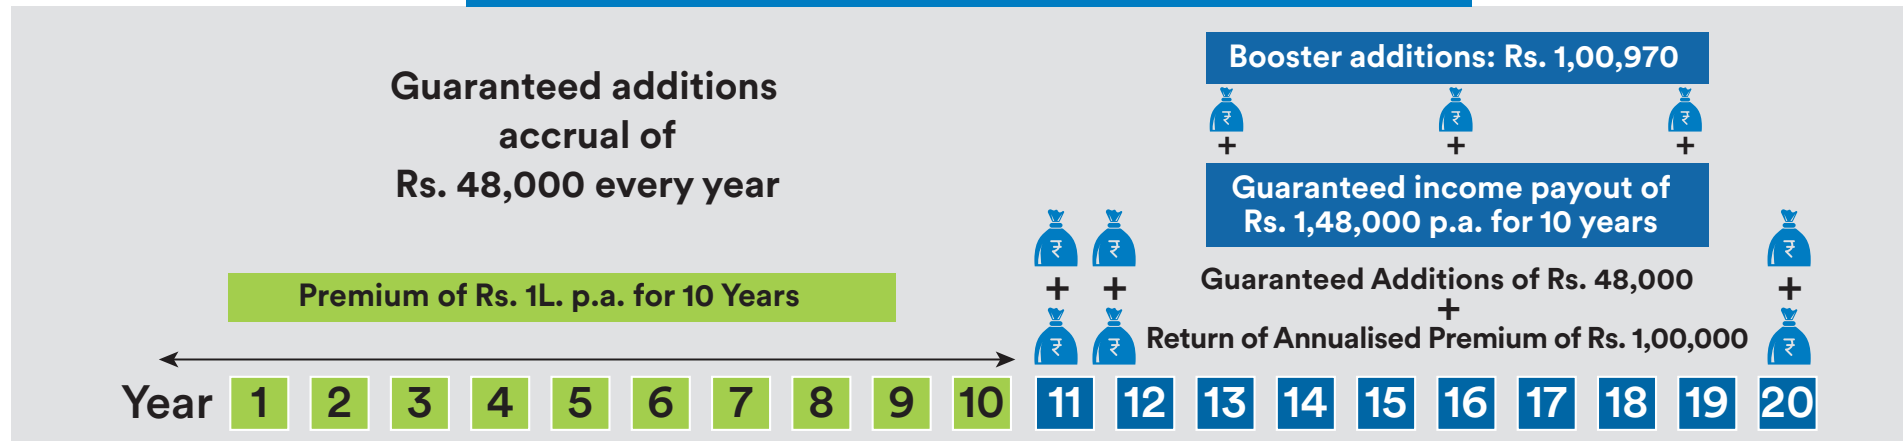 Guaranteed additions
accrual of
Rs. 48,000 every year
Premium of Rs. 1L. p.a. for 10 Years
Booster additions: Rs. 1,00,970
₹ ₹ ₹
+ + +
Guaranteed income payout of
Rs. 1,48,000 p.a. for 10 years
₹ ₹ ₹
+ + +
₹ ₹ ₹
Guaranteed Additions of Rs. 48,000
+
Return of Annualised Premium of Rs. 1,00,000
Year 1 2 3 4 5 6 7 8 9 10 11 12 13 14 15 16 17 18 19 20